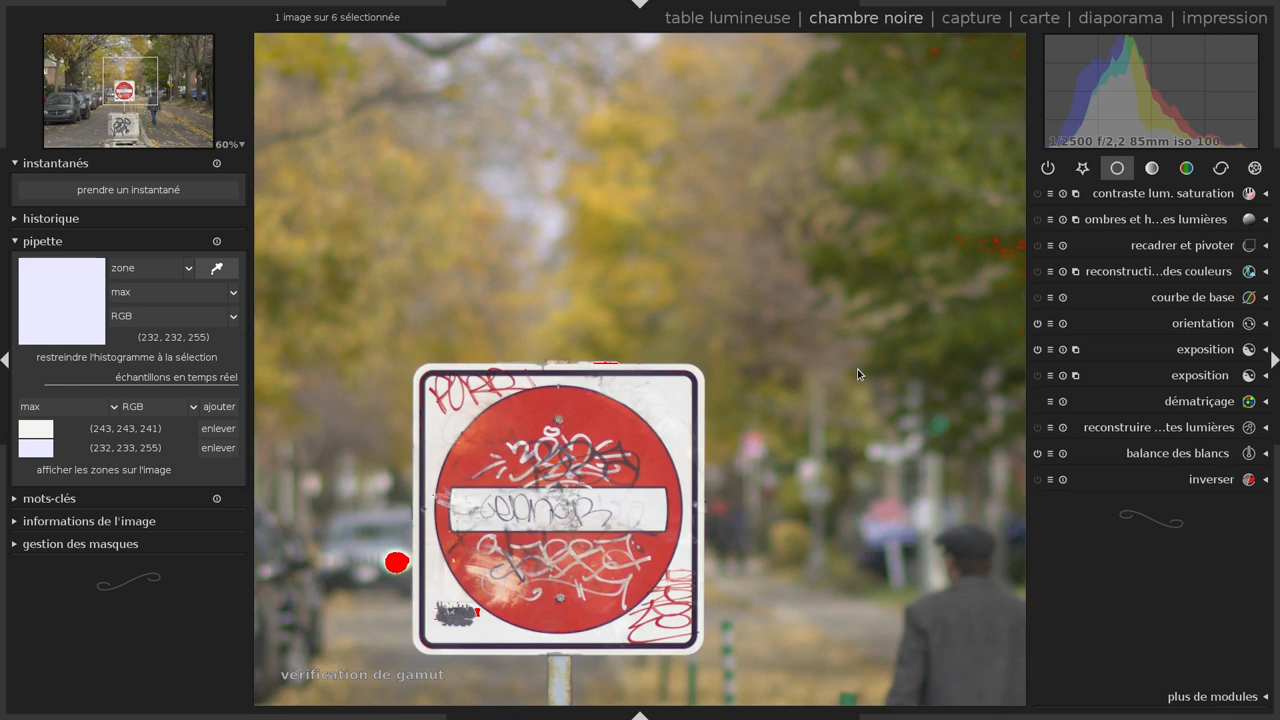 1 image sur 6 sélectionnée
table lumineuse | chambre noire | capture | carte | diaporama | impression
60%
instantanés
prendre un instantané
historique
pipette
zone
max
RGB
(232, 232, 255)
restreindre l'histogramme à la sélection
échantillons en temps réel
max RGB ajouter
(243, 243, 241) enlever
(232, 233, 255) enlever
afficher les zones sur l'image
mots-clés
informations de l'image
gestion des masques
vérification de gamut
1/2500 f/2,2 85mm iso 100
contraste lum. saturation
ombres et h...es lumières
recadrer et pivoter
reconstructi...des couleurs
courbe de base
orientation
exposition
exposition
dématriçage
reconstruire ...tes lumières
balance des blancs
inverser
plus de modules